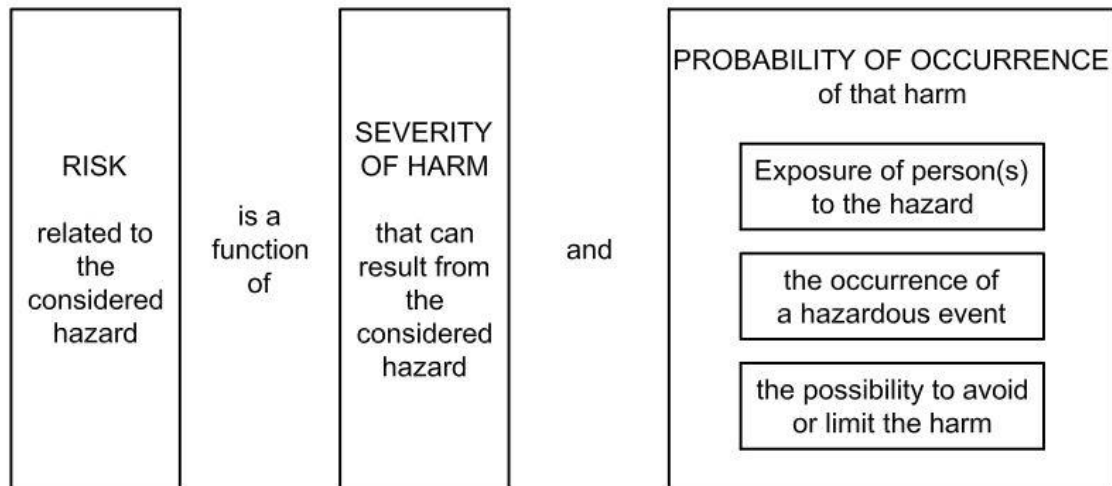 RISK
related to
the
considered
hazard
is a
function
of
SEVERITY
OF HARM
that can
result from
the
considered
hazard
and
PROBABILITY OF OCCURRENCE
of that harm
Exposure of person(s)
to the hazard
the occurrence of
a hazardous event
the possibility to avoid
or limit the harm